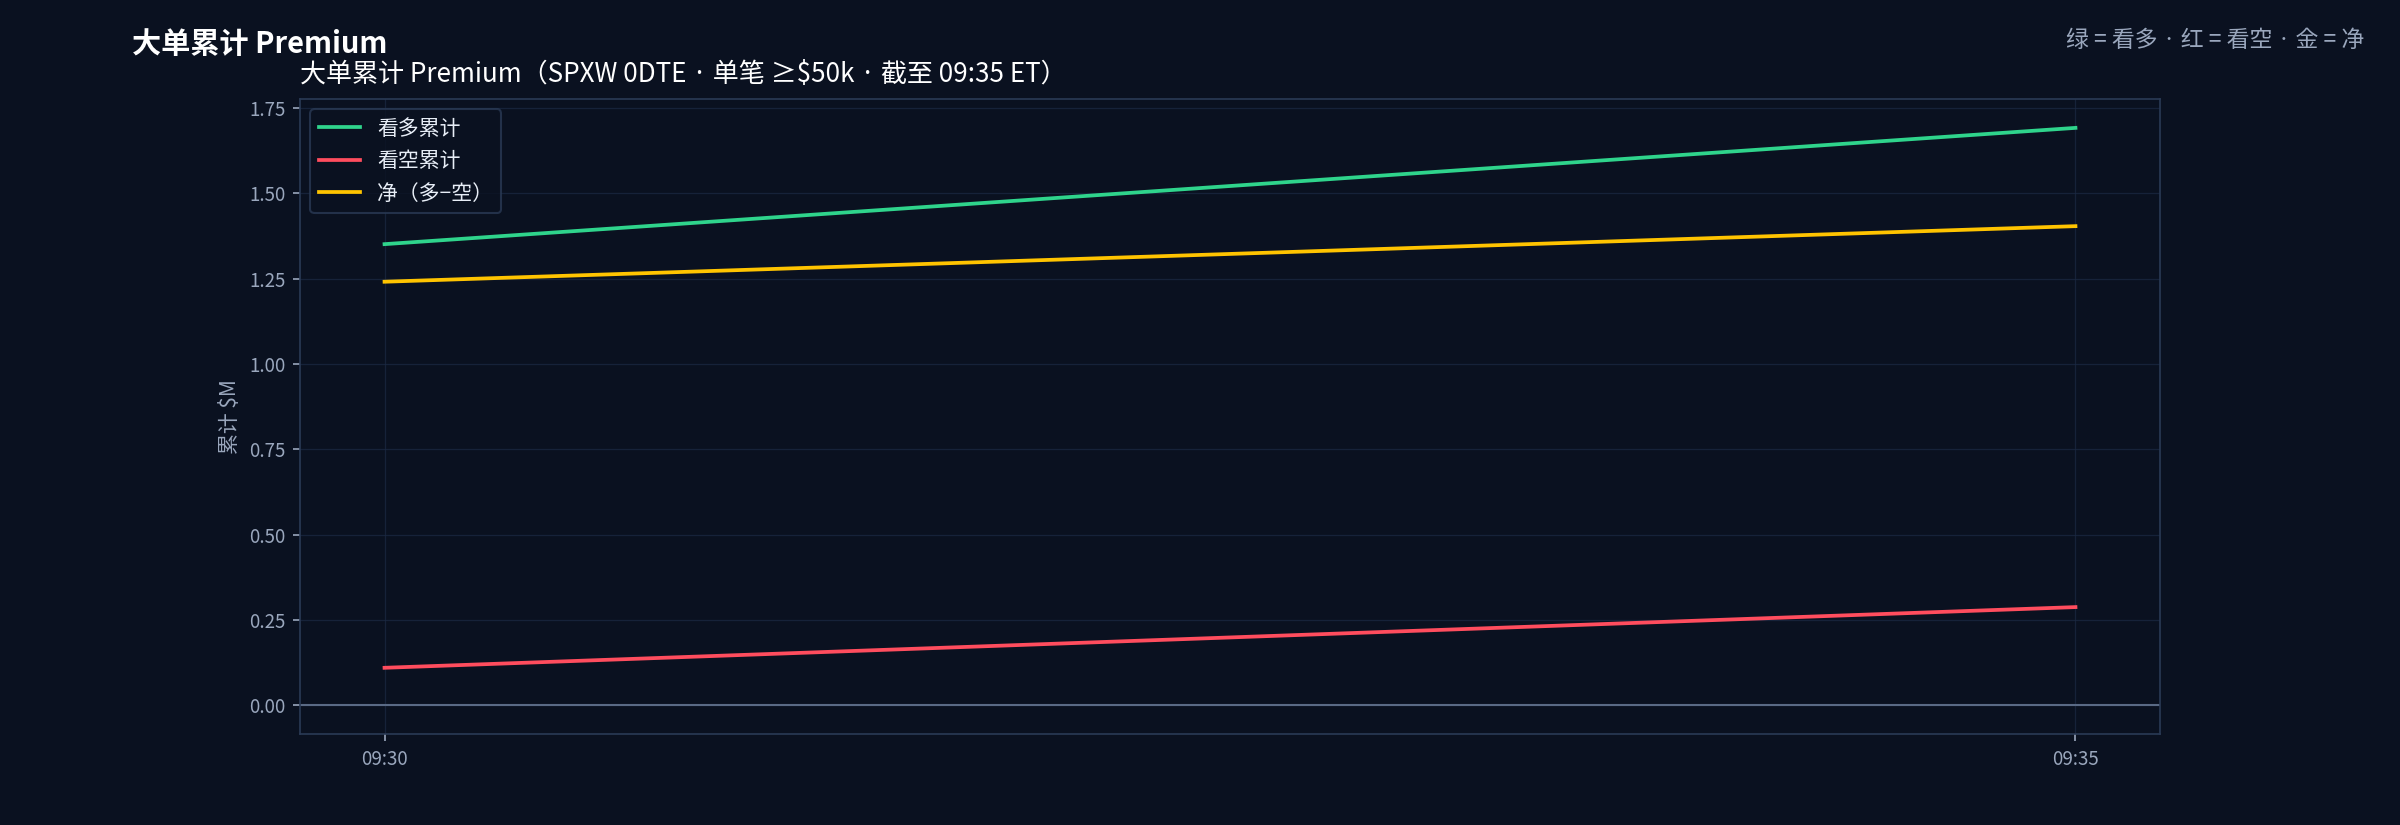 大单累计 Premium
绿 = 看多 · 红 = 看空 · 金 = 净
大单累计 Premium（SPXW 0DTE · 单笔 ≥$50k · 截至 09:35 ET）
看多累计
看空累计
净（多−空）
累计 $M
1.75
1.50
1.25
1.00
0.75
0.50
0.25
0.00
09:30
09:35